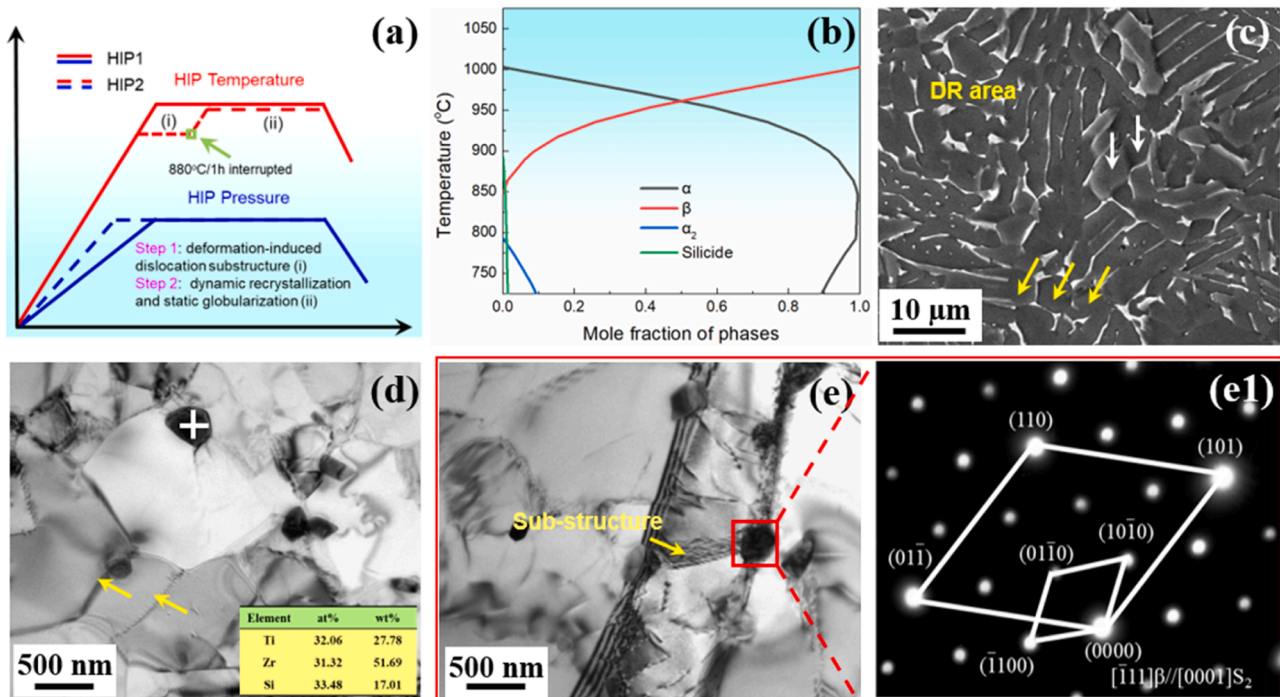 (a)
HIP1
HIP2
HIP Temperature
(i)
(ii)
880°C/1h interrupted
HIP Pressure
Step 1: deformation-induced
dislocation substructure (i)
Step 2: dynamic recrystallization
and static globularization (ii)
(b)
Temperature (°C)
1050
1000
950
900
850
800
750
α
β
α₂
Silicide
0.0 0.2 0.4 0.6 0.8 1.0
Mole fraction of phases
(c)
DR area
10 μm
(d)
Element at% wt%
Ti 32.06 27.78
Zr 31.32 51.69
Si 33.48 17.01
500 nm
(e)
Sub-structure
500 nm
(e1)
(110)
(101)
(101̄0)
(011̄0)
(011̄)
(1̄100)
(0000)
[1̄11]β//[0001]S₂